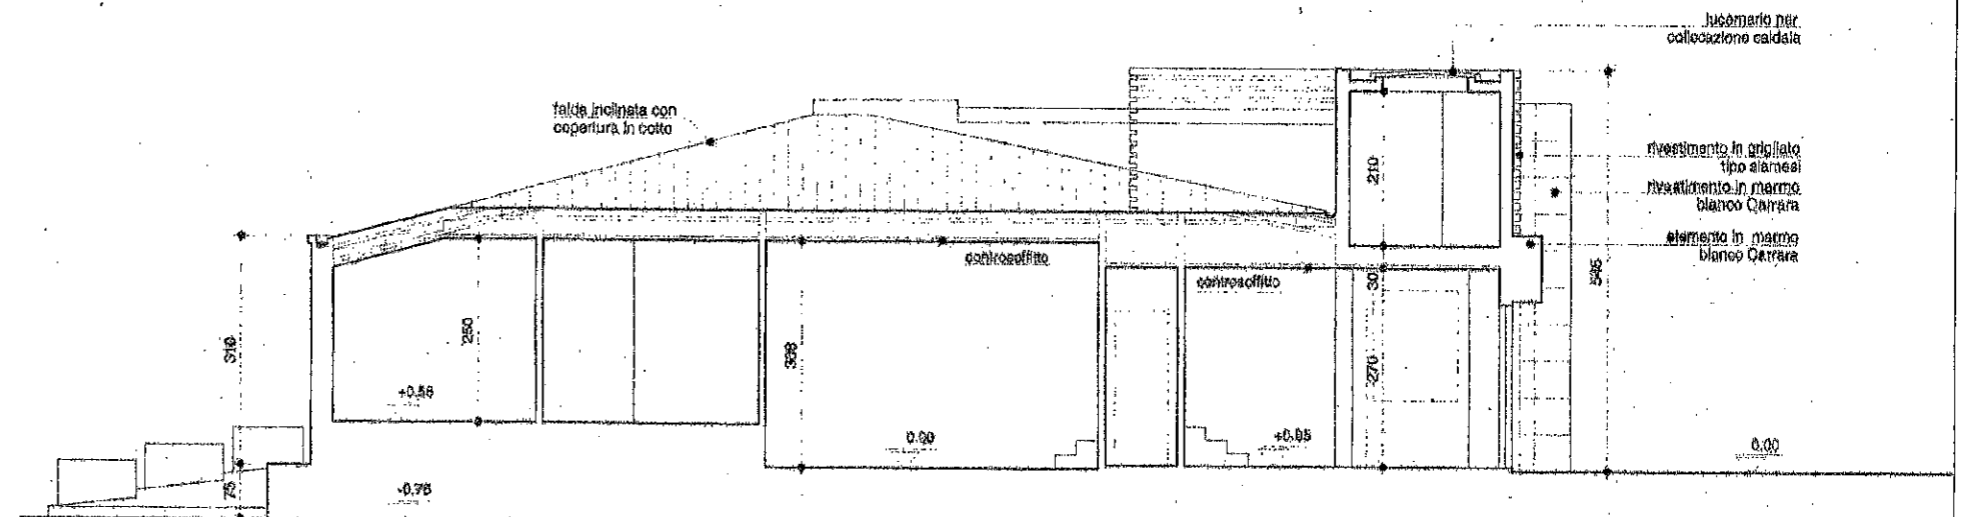 lucernario per
collocazione caldaia
falda inclinata con
copertura in cotto
rivestimento in grigliato
tipo siamesi
rivestimento in marmo
bianco Carrara
elemento in marmo
bianco Carrara
210
controsoffitto
controsoffitto
30
545
310
250
338
270
+0.58
0.00
+0.05
0.00
75
-0.75